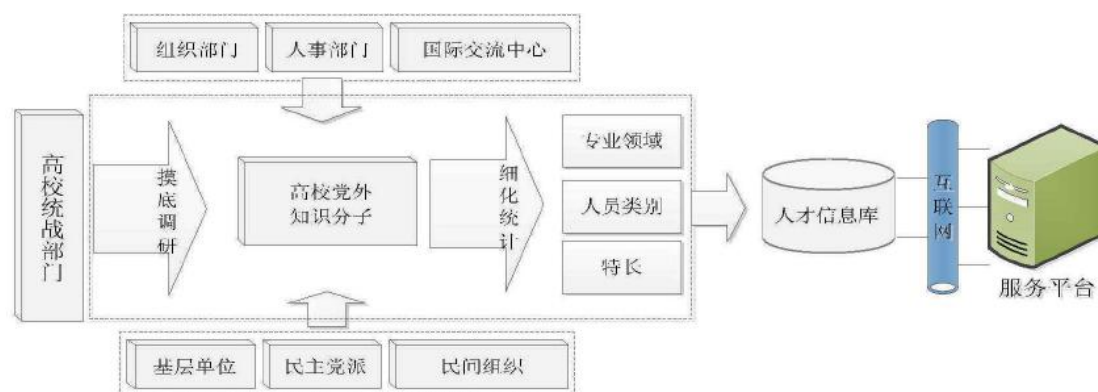 组织部门
人事部门
国际交流中心
高校统战部门
摸底调研
高校党外
知识分子
细化统计
专业领域
人员类别
特长
人才信息库
互联网
服务平台
基层单位
民主党派
民间组织